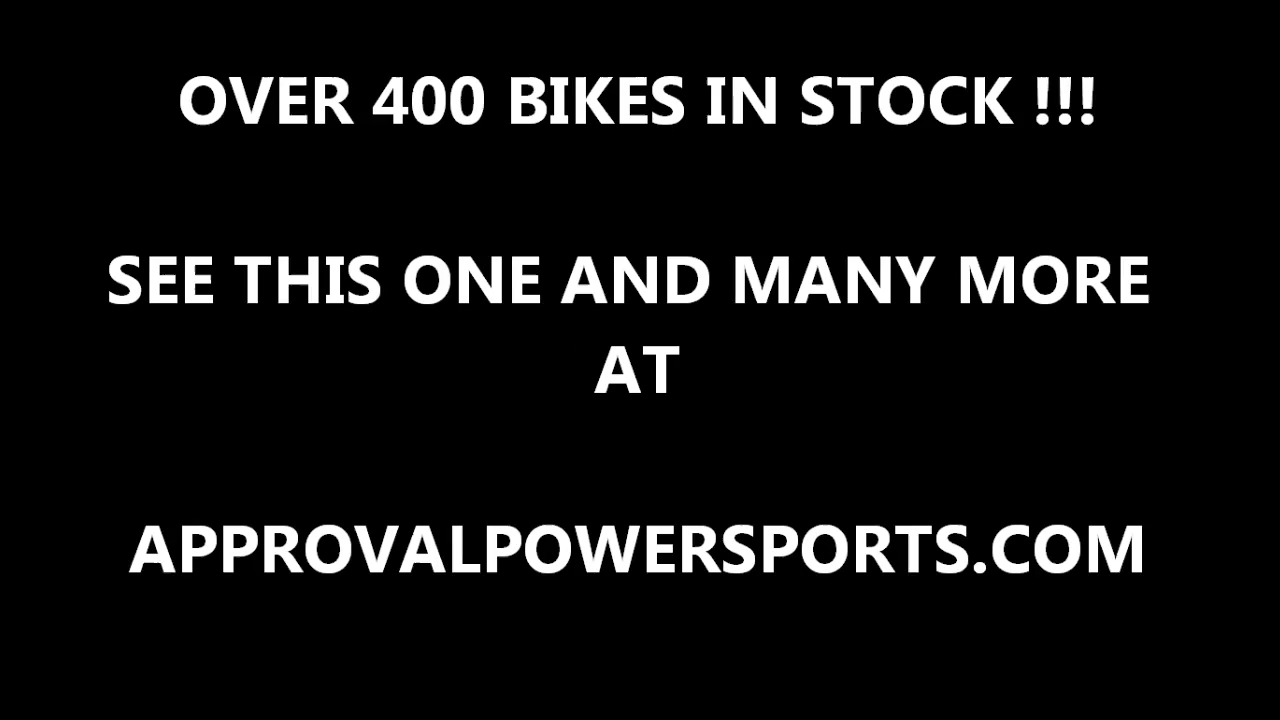 OVER 400 BIKES IN STOCK !!!
SEE THIS ONE AND MANY MORE
AT
APPROVALPOWERSPORTS.COM